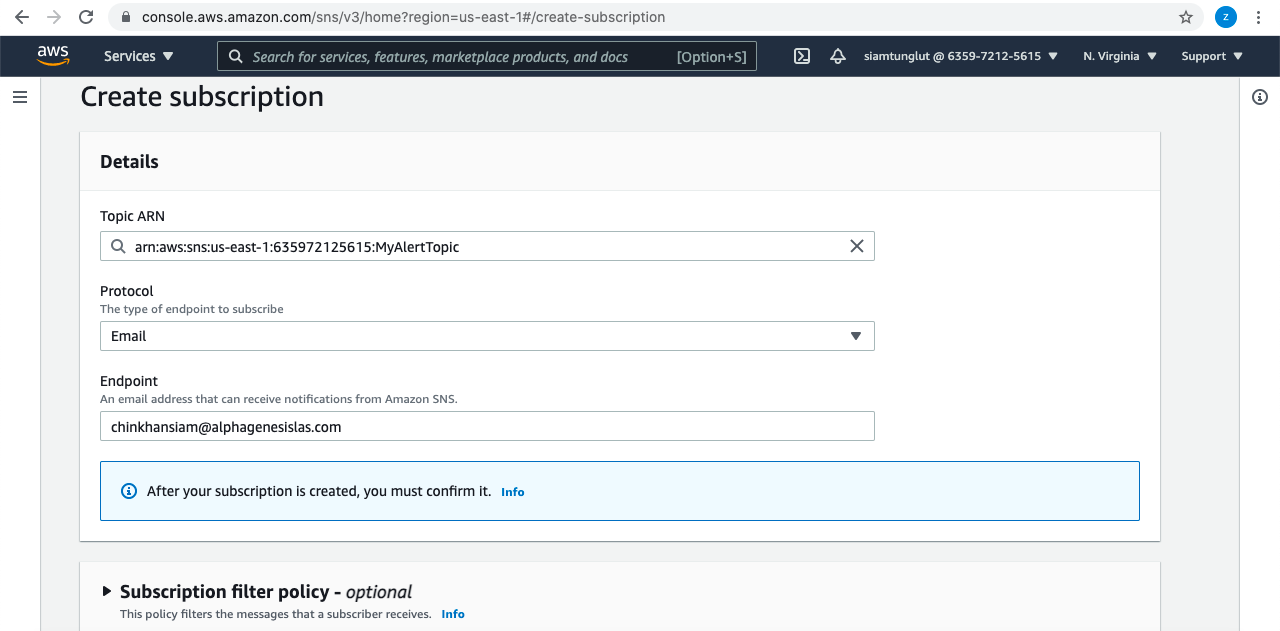 console.aws.amazon.com/sns/v3/home?region=us-east-1#/create-subscription
z
aws
Services
Search for services, features, marketplace products, and docs
[Option+S]
siamtunglut @ 6359-7212-5615
N. Virginia
Support
Create subscription
Details
Topic ARN
arn:aws:sns:us-east-1:635972125615:MyAlertTopic
Protocol
The type of endpoint to subscribe
Email
Endpoint
An email address that can receive notifications from Amazon SNS.
chinkhansiam@alphagenesislas.com
After your subscription is created, you must confirm it. Info
Subscription filter policy - optional
This policy filters the messages that a subscriber receives. Info